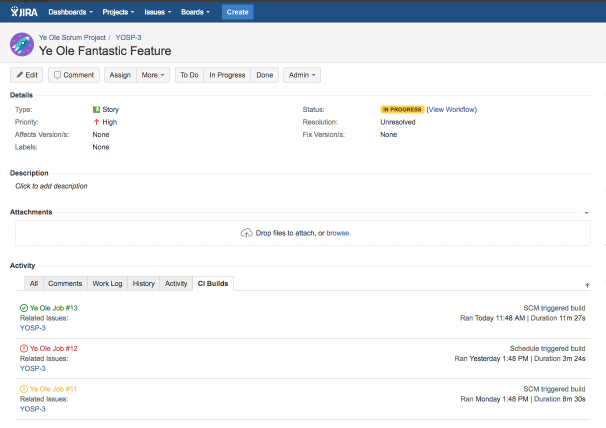 JIRA Dashboards Projects Issues Boards Create
Ye Ole Scrum Project / YOSP-3
Ye Ole Fantastic Feature
Edit Comment Assign More To Do In Progress Done Admin
Details
Type: Story Status: IN PROGRESS (View Workflow)
Priority: High Resolution: Unresolved
Affects Version/s: None Fix Version/s: None
Labels: None
Description
Click to add description
Attachments
Drop files to attach, or browse.
Activity
All Comments Work Log History Activity CI Builds
Ye Ole Job #13 SCM triggered build
Related Issues: Ran Today 11:48 AM | Duration 11m 27s
YOSP-3
Ye Ole Job #12 Schedule triggered build
Related Issues: Ran Yesterday 1:48 PM | Duration 3m 24s
YOSP-3
Ye Ole Job #11 SCM triggered build
Related Issues: Ran Monday 1:48 PM | Duration 8m 30s
YOSP-3